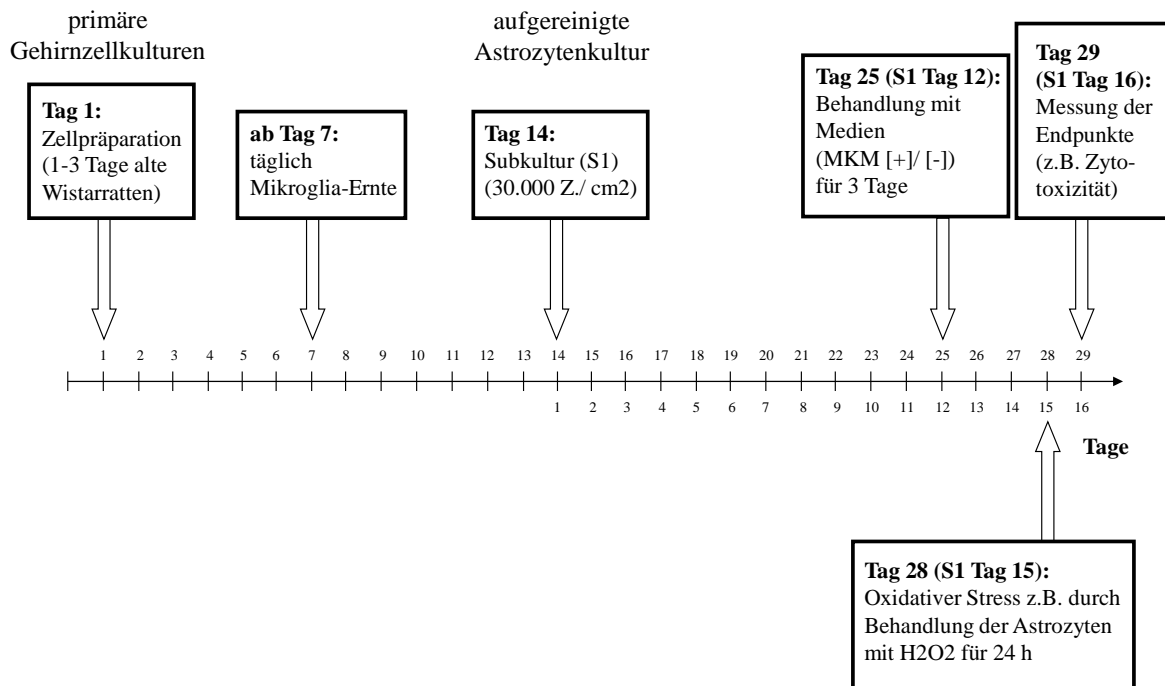 primäre
Gehirnzellkulturen
aufgereinigte
Astrozytenkultur
Tag 1:
Zellpräparation
(1-3 Tage alte
Wistarratten)
ab Tag 7:
täglich
Mikroglia-Ernte
Tag 14:
Subkultur (S1)
(30.000 Z./ cm2)
Tag 25 (S1 Tag 12):
Behandlung mit
Medien
(MKM [+]/ [-])
für 3 Tage
Tag 29
(S1 Tag 16):
Messung der
Endpunkte
(z.B. Zyto-
toxizität)
1 2 3 4 5 6 7 8 9 10 11 12 13 14 15 16 17 18 19 20 21 22 23 24 25 26 27 28 29
1 2 3 4 5 6 7 8 9 10 11 12 13 14 15 16
Tage
Tag 28 (S1 Tag 15):
Oxidativer Stress z.B. durch
Behandlung der Astrozyten
mit H2O2 für 24 h